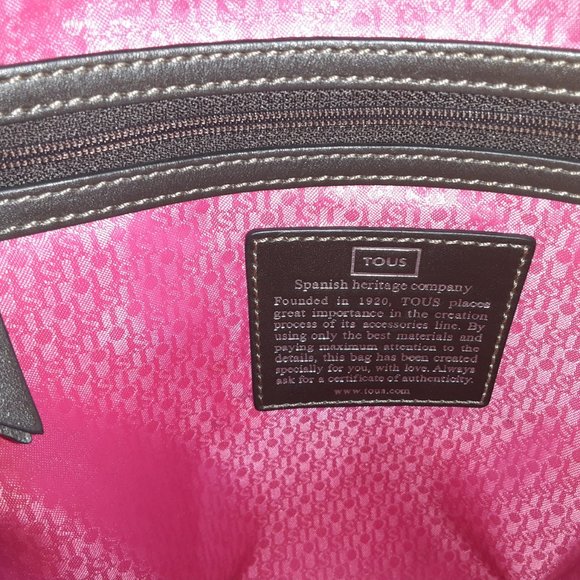 TOUS
Spanish heritage company
Founded in 1920, TOUS places
great importance in the creation
process of its accessories line. By
using only the best materials and
paying maximum attention to the
details, this bag has been created
specially for you, with love. Always
ask for a certificate of authenticity.
www.tous.com